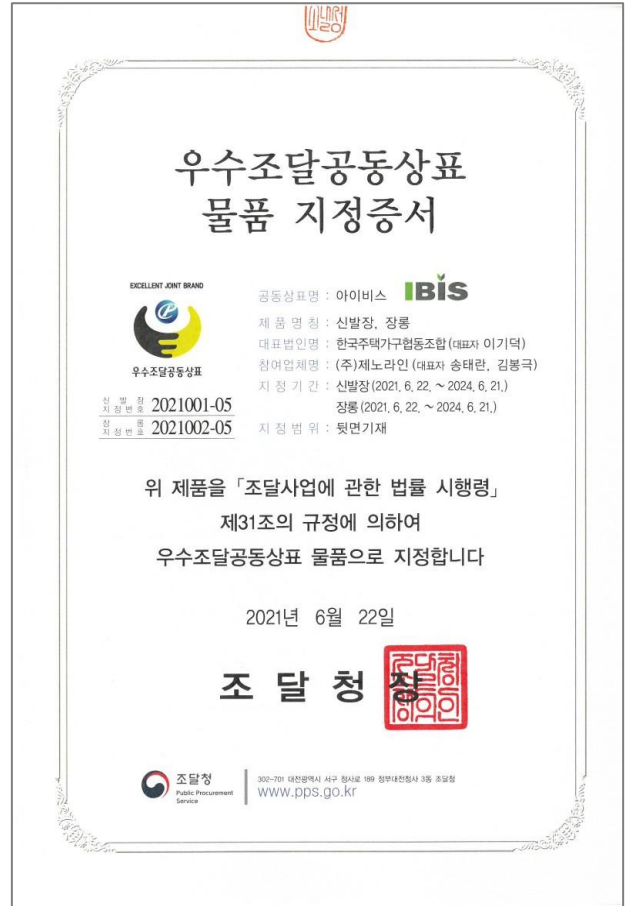 우수조달공동상표
물품 지정증서
EXCELLENT JOINT BRAND
우수조달공동상표
신발장
지정번호 2021001-05
장롱
지정번호 2021002-05
공동상표명 : 아이비스 IBIS
제품명칭 : 신발장, 장롱
대표법인명 : 한국주택가구협동조합 (대표자 이기덕)
참여업체명 : (주)제노라인 (대표자 송태란, 김봉극)
지정기간 : 신발장 (2021. 6. 22. ~ 2024. 6. 21.)
장롱 (2021. 6. 22. ~ 2024. 6. 21.)
지정범위 : 뒷면기재
위 제품을 「조달사업에 관한 법률 시행령」
제31조의 규정에 의하여
우수조달공동상표 물품으로 지정합니다
2021년 6월 22일
조달청장
조달청
Public Procurement
Service
302-701 대전광역시 서구 청사로 189 정부대전청사 3동 조달청
www.pps.go.kr